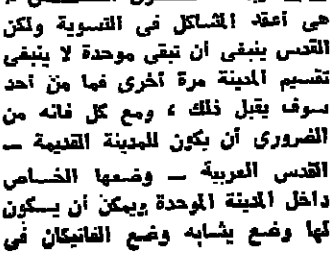 هى أعقد المشاكل فى التسوية ولكن
القدس ينبغى أن تبقى موحدة لا ينبغى
تقسيم المدينة مرة أخرى فما من أحد
سوف يقبل ذلك ، ومع كل فانه من
الضرورى أن يكون للمدينة القديمة ــ
القدس العربية ــ وضعها الخساص
داخل المدينة الموحدة ويمكن أن يسكون
لها وضع يشابه وضع الفاتيكان فى